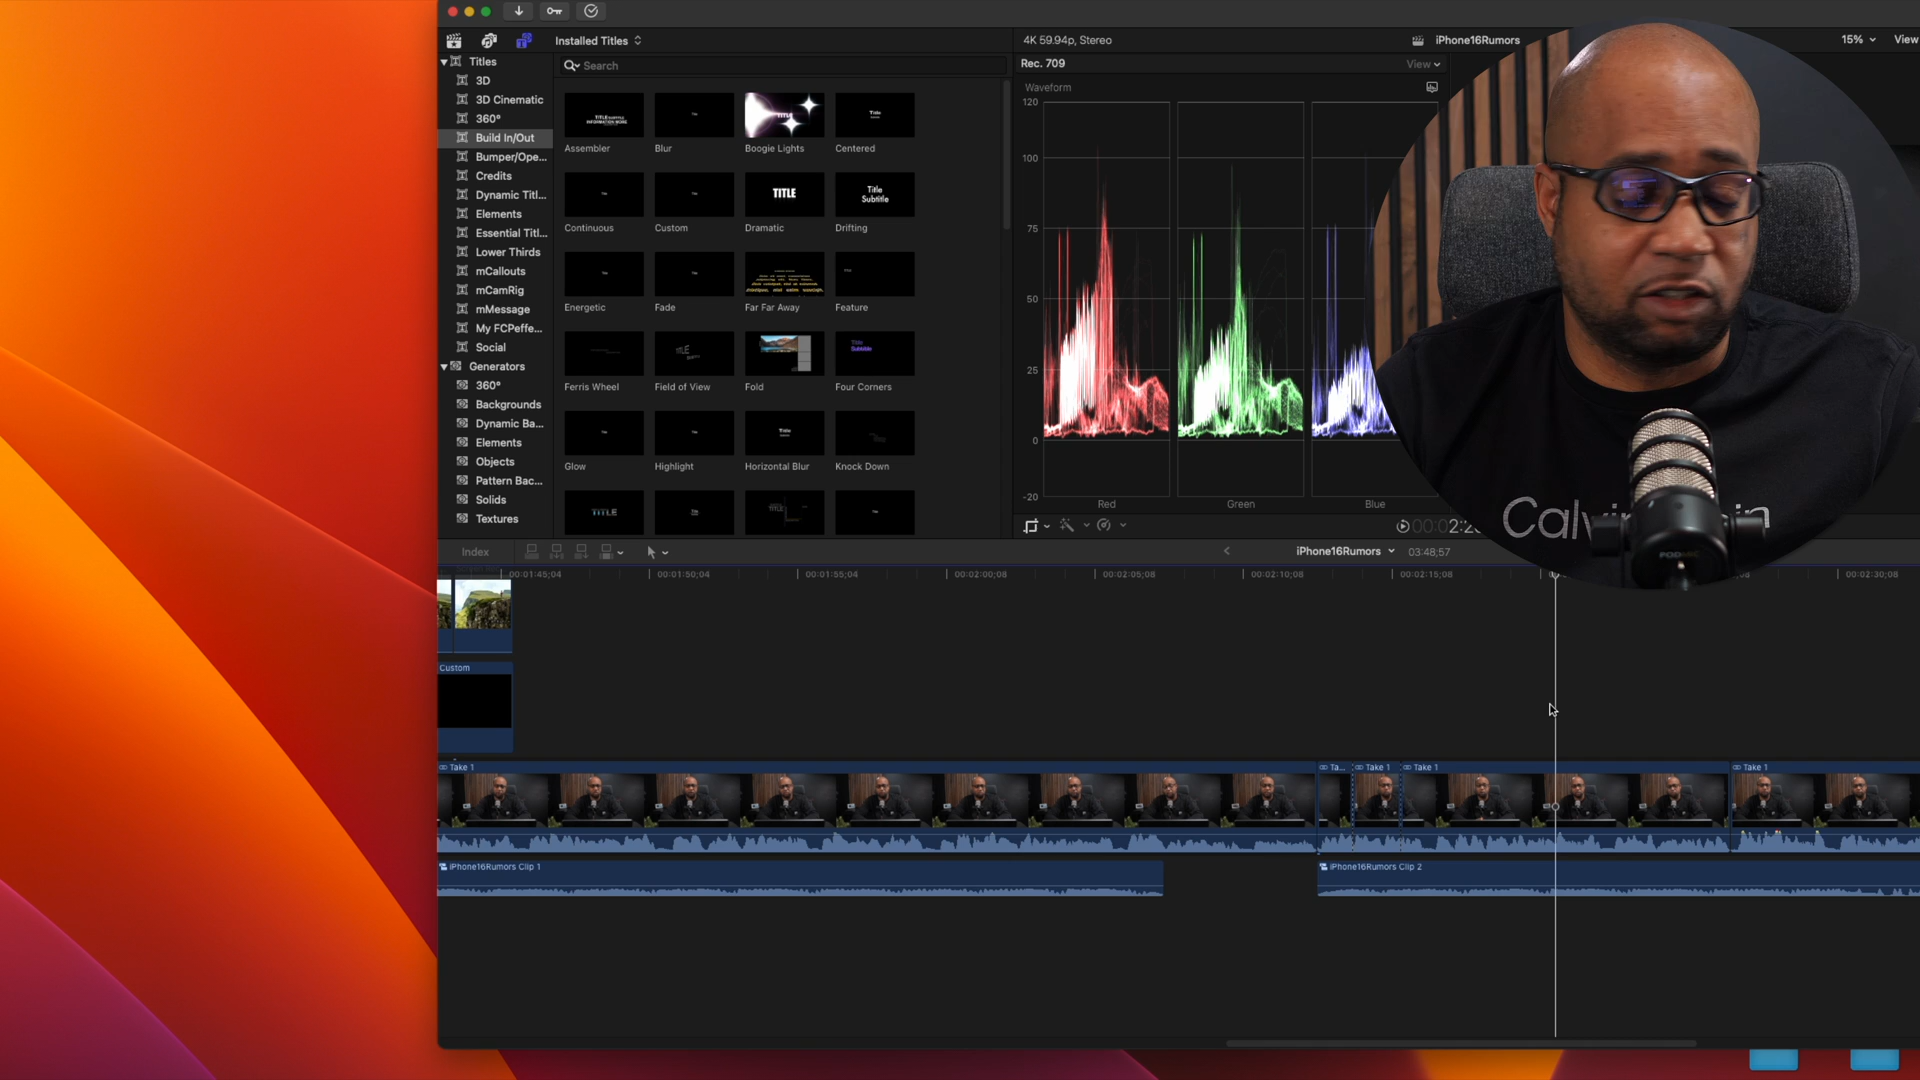 Installed Titles
4K 59.94p, Stereo
iPhone16Rumors
15%
View
Titles
Search
Rec. 709
View
3D
3D Cinematic
360°
Build In/Out
Bumper/Ope...
Credits
Dynamic Titl...
Elements
Essential Titl...
Lower Thirds
mCallouts
mCamRig
mMessage
My FCPeffe...
Social
Generators
360°
Backgrounds
Dynamic Ba...
Elements
Objects
Pattern Bac...
Solids
Textures
Assembler
Blur
Boogie Lights
Centered
TITLE
Title
Subtitle
Continuous
Custom
Dramatic
Drifting
Energetic
Fade
Far Far Away
Feature
Ferris Wheel
Field of View
Fold
Four Corners
Glow
Highlight
Horizontal Blur
Knock Down
TITLE
Waveform
120
100
75
50
25
0
-20
Red
Green
Blue
Index
iPhone16Rumors
03:48;57
00:01:45;04
00:01:50;04
00:01:55;04
00:02:00;08
00:02:05;08
00:02:10;08
00:02:15;08
00:02:30;08
Custom
Take 1
Ta...
Take 1
Take 1
Take 1
iPhone16Rumors Clip 1
iPhone16Rumors Clip 2
PODMIC